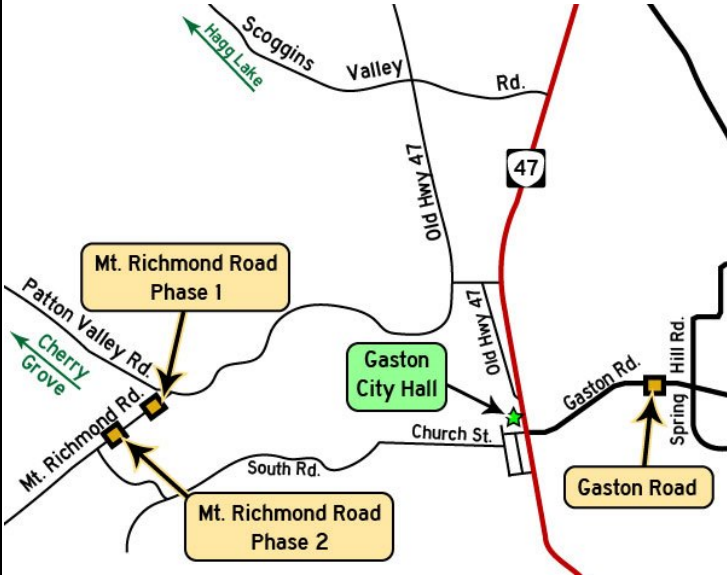 Hagg Lake
Scoggins
Valley
Rd.
Old Hwy 47
47
Mt. Richmond Road
Phase 1
Patton Valley Rd.
Cherry
Grove
Old Hwy 47
Gaston
City Hall
Gaston Rd.
Spring Hill Rd.
Mt. Richmond Rd.
Church St.
South Rd.
Gaston Road
Mt. Richmond Road
Phase 2